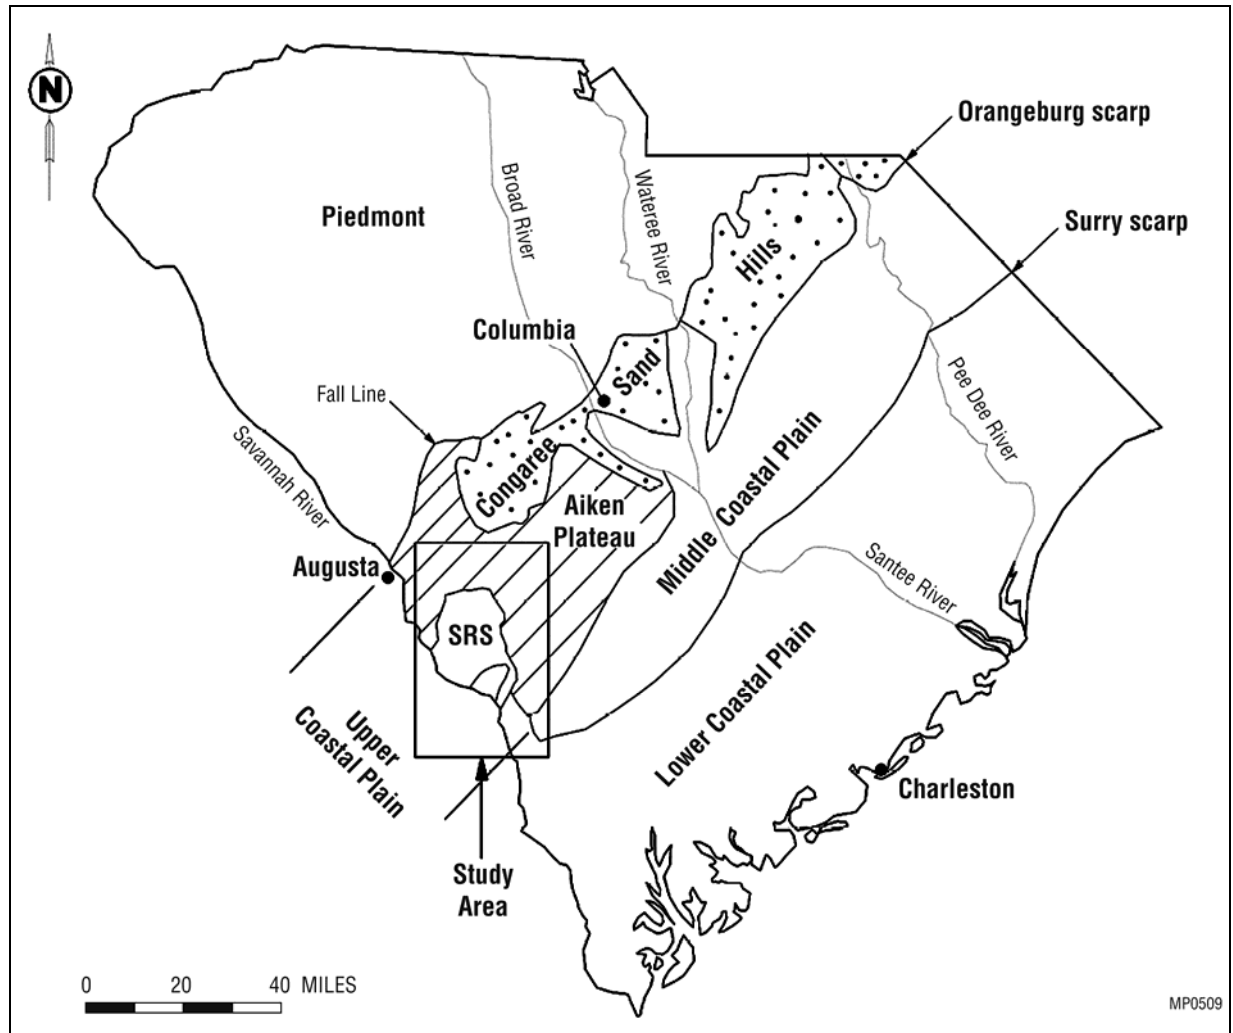 N
Orangeburg scarp
Surry scarp
Piedmont
Broad River
Wateree River
Hills
Columbia
Sand
Fall Line
Pee Dee River
Savannah River
Congaree
Aiken
Plateau
Middle Coastal Plain
Santee River
Augusta
SRS
Upper
Coastal Plain
Lower Coastal Plain
Charleston
Study
Area
0 20 40 MILES
MP0509